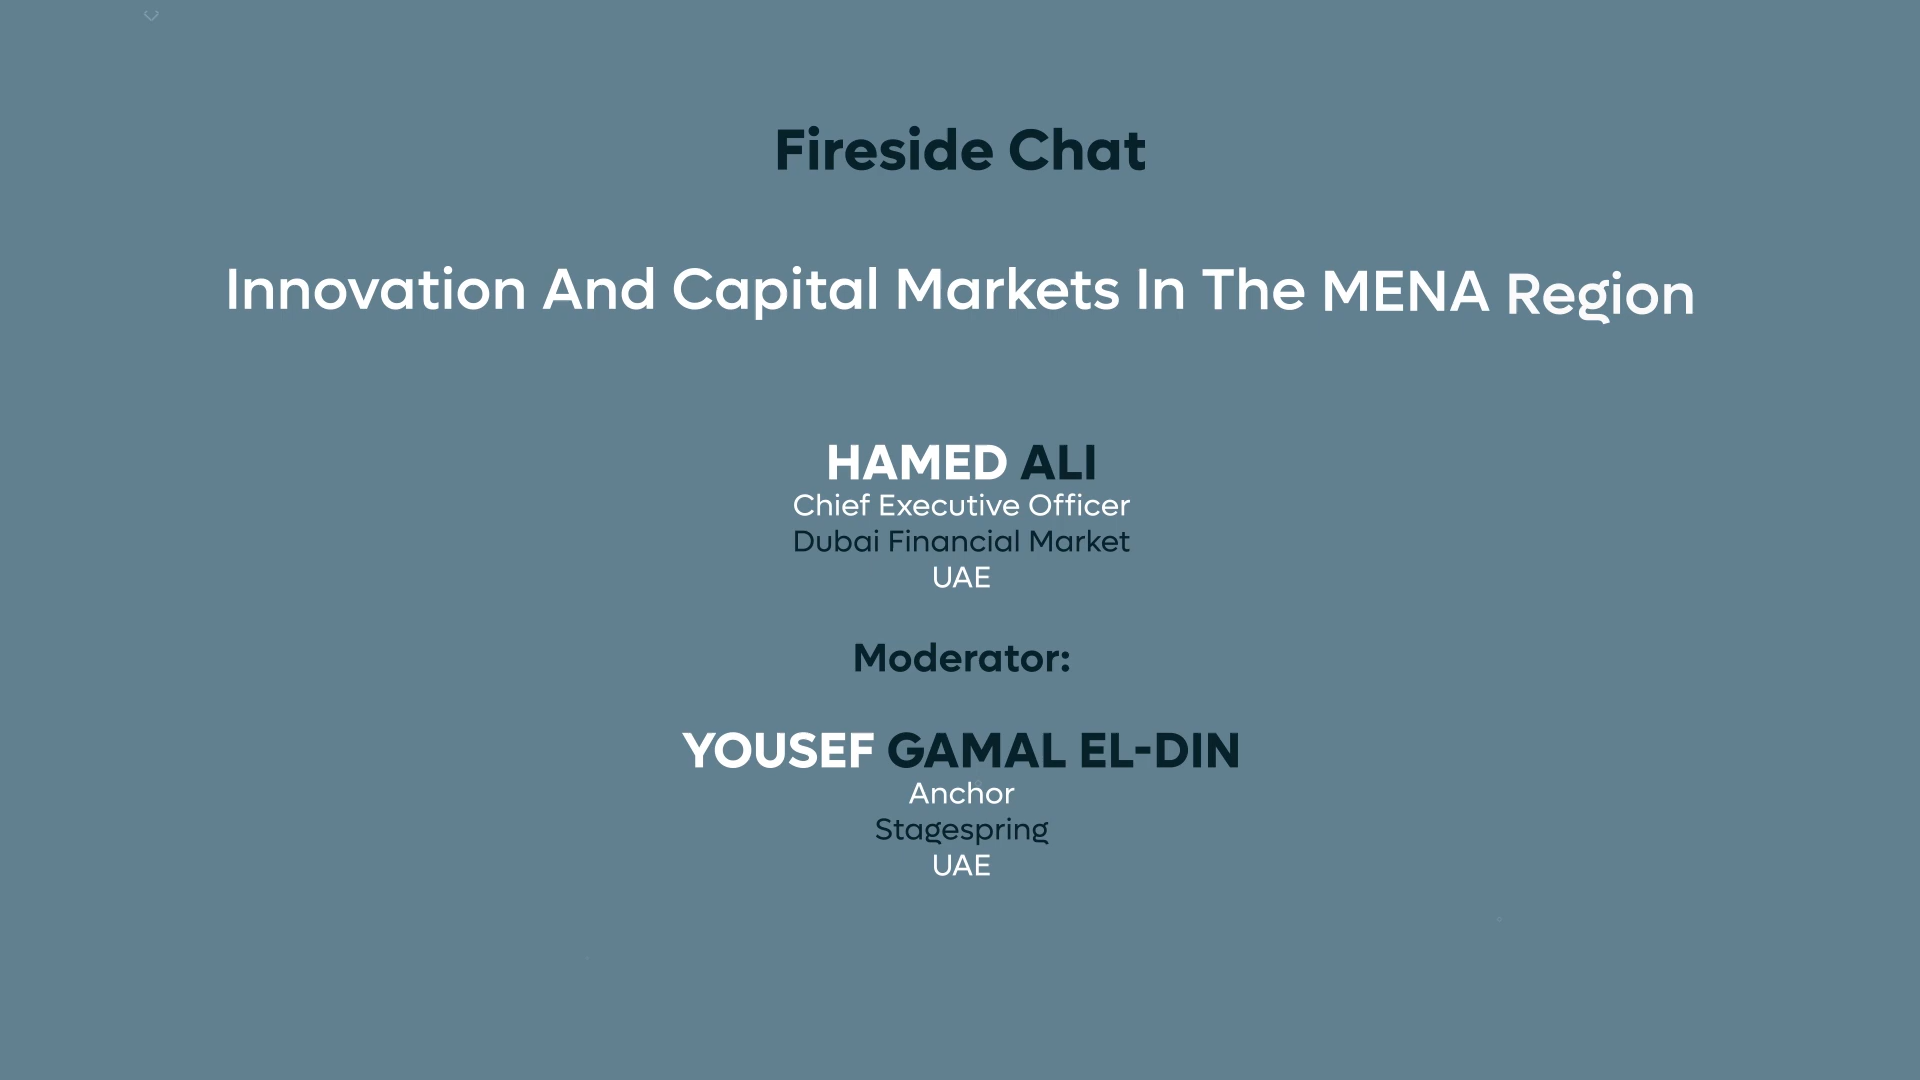 Fireside Chat
Innovation And Capital Markets In The MENA Region
HAMED ALI
Chief Executive Officer
Dubai Financial Market
UAE
Moderator:
YOUSEF GAMAL EL-DIN
Anchor
Stagespring
UAE